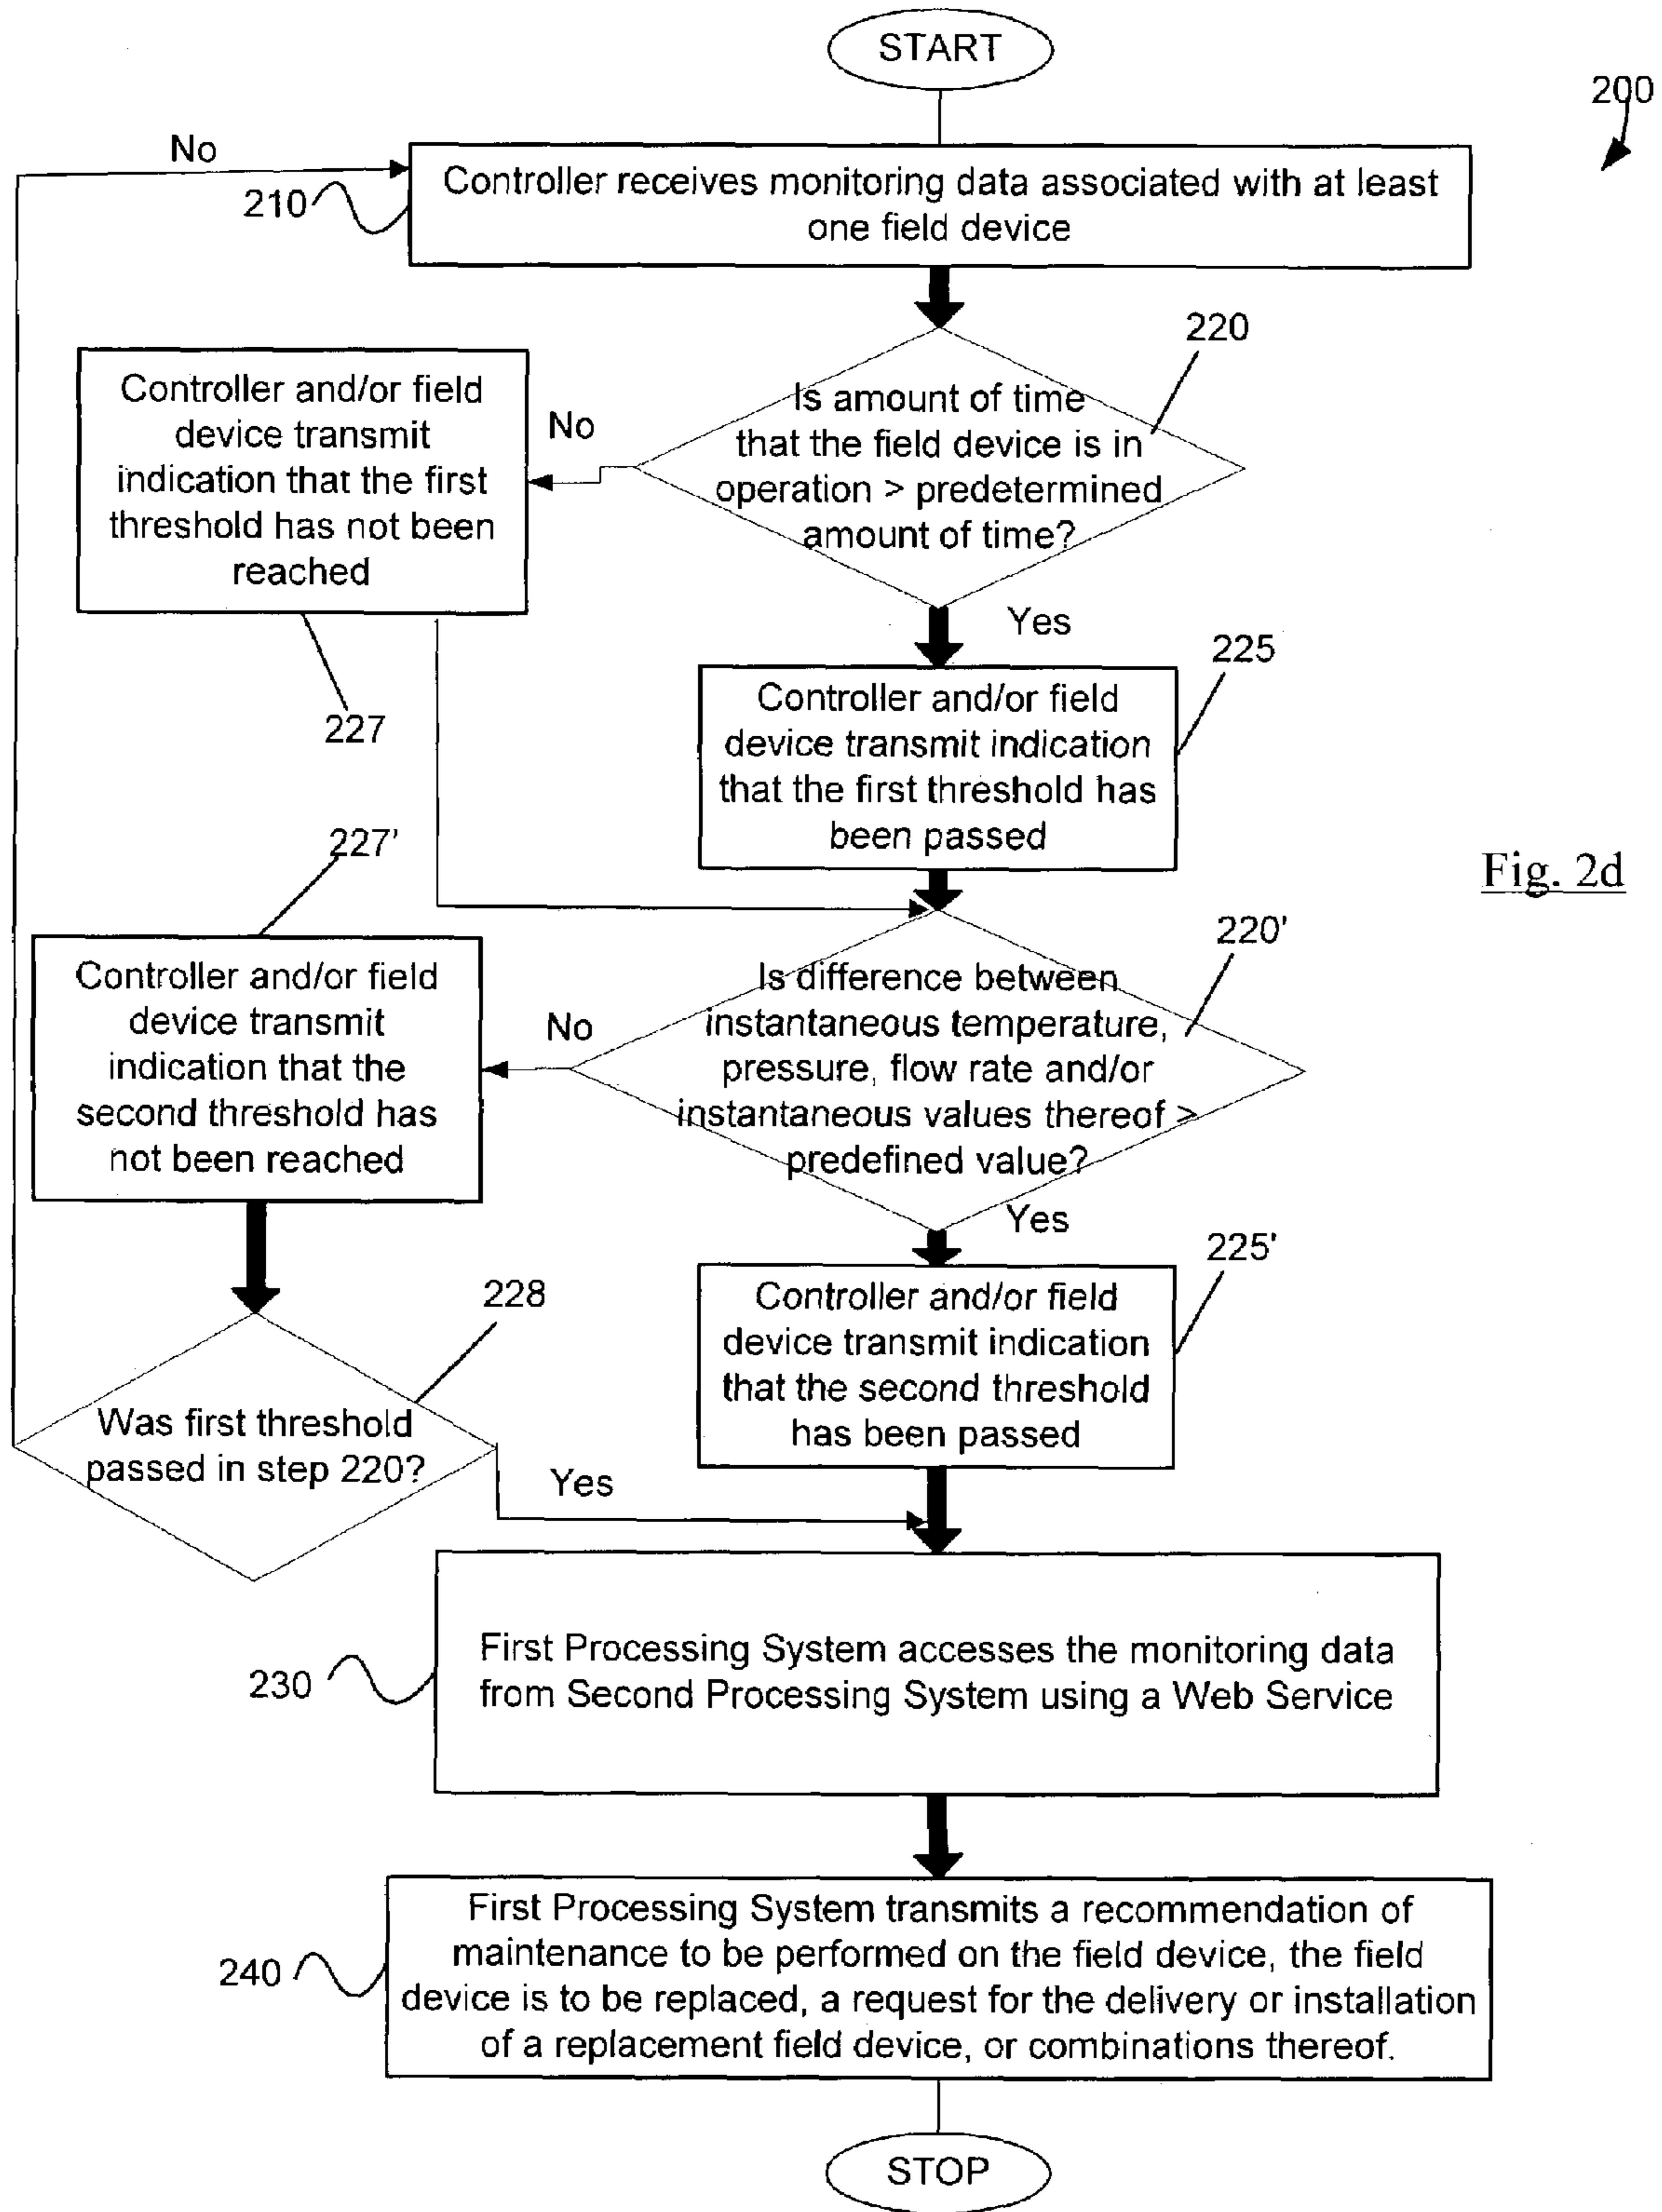 START
200
No
Controller receives monitoring data associated with at least
one field device
210
220
Is amount of time
that the field device is in
operation > predetermined
amount of time?
No
Controller and/or field
device transmit
indication that the first
threshold has not been
reached
227
Yes
225
Controller and/or field
device transmit indication
that the first threshold has
been passed
Fig. 2d
227'
220'
Is difference between
instantaneous temperature,
pressure, flow rate and/or
instantaneous values thereof >
predefined value?
No
Controller and/or field
device transmit
indication that the
second threshold has
not been reached
Yes
225'
Controller and/or field
device transmit indication
that the second threshold
has been passed
228
Was first threshold
passed in step 220?
Yes
230
First Processing System accesses the monitoring data
from Second Processing System using a Web Service
240
First Processing System transmits a recommendation of
maintenance to be performed on the field device, the field
device is to be replaced, a request for the delivery or installation
of a replacement field device, or combinations thereof.
STOP